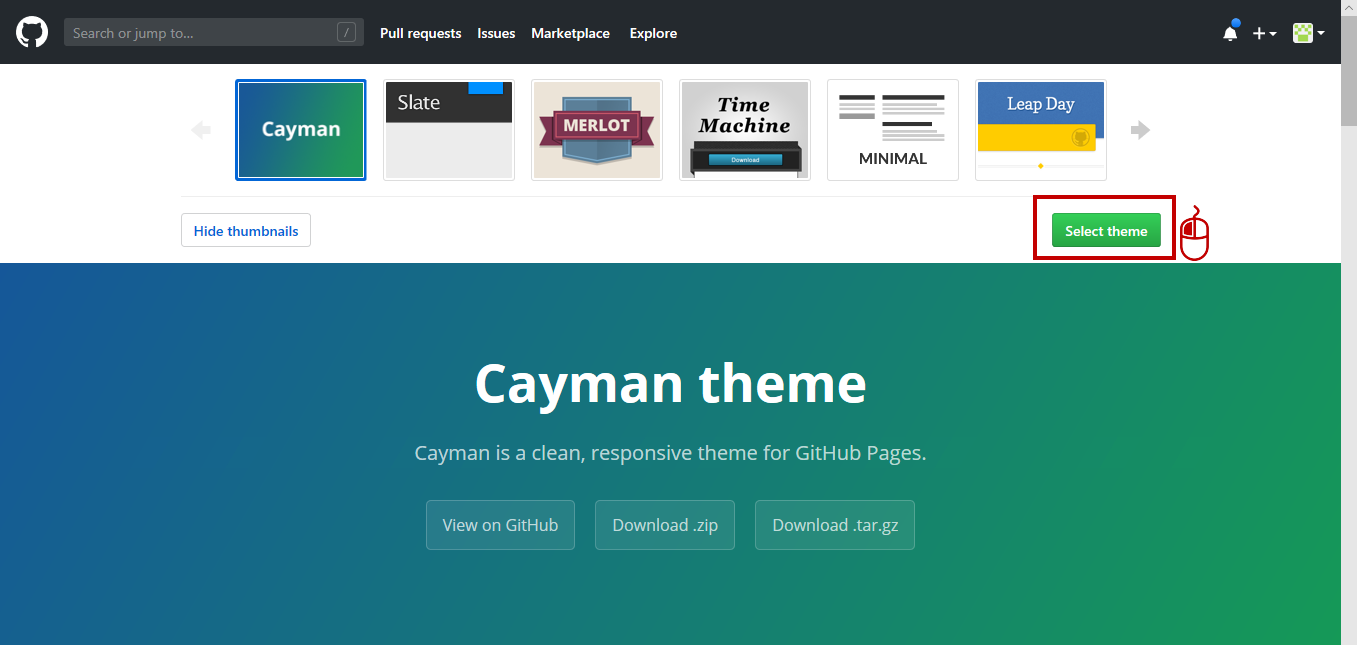 Search or jump to...
/
Pull requests
Issues
Marketplace
Explore
Cayman
Slate
MERLOT
Time
Machine
Download
MINIMAL
Leap Day
Hide thumbnails
Select theme
Cayman theme
Cayman is a clean, responsive theme for GitHub Pages.
View on GitHub
Download .zip
Download .tar.gz